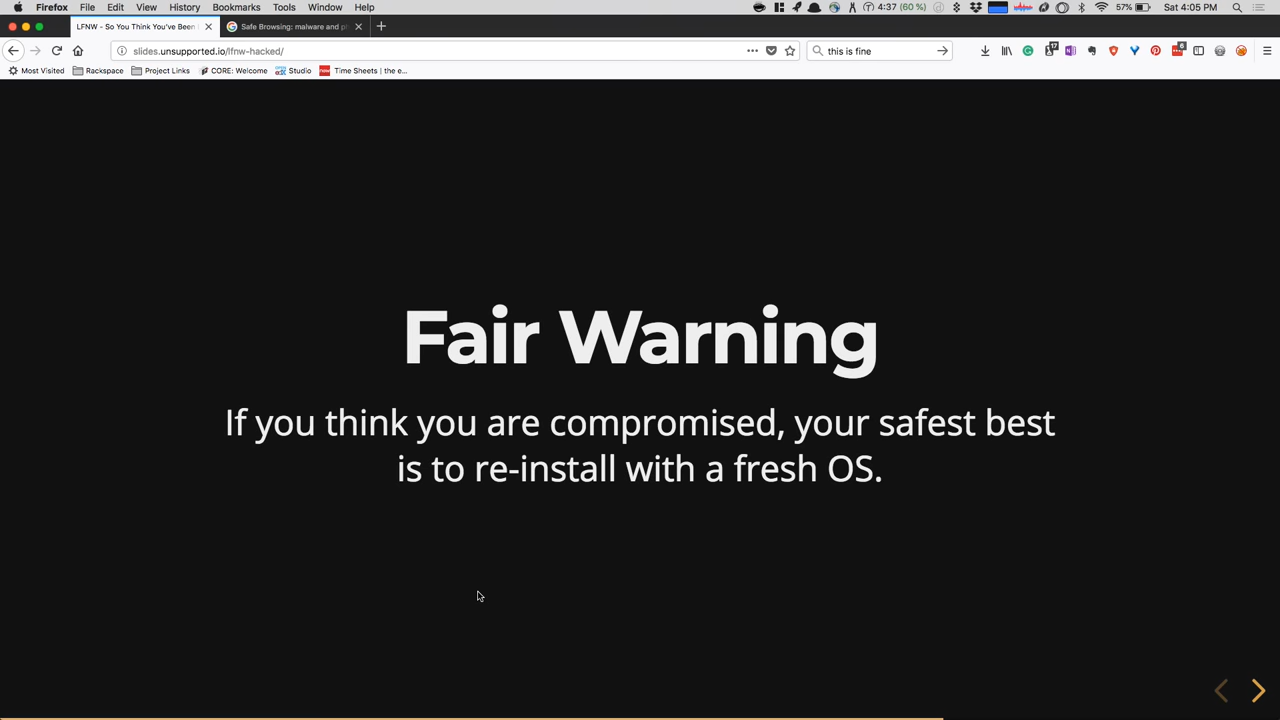 Firefox File Edit View History Bookmarks Tools Window Help 4:37 (60 %) 57% Sat 4:05 PM
LFNW - So You Think You've Been Safe Browsing: malware and
slides.unsupported.io/lfnw-hacked/ this is fine 17 6
Most Visited Rackspace Project Links CORE: Welcome Studio Time Sheets | the e...
Fair Warning
If you think you are compromised, your safest best
is to re-install with a fresh OS.